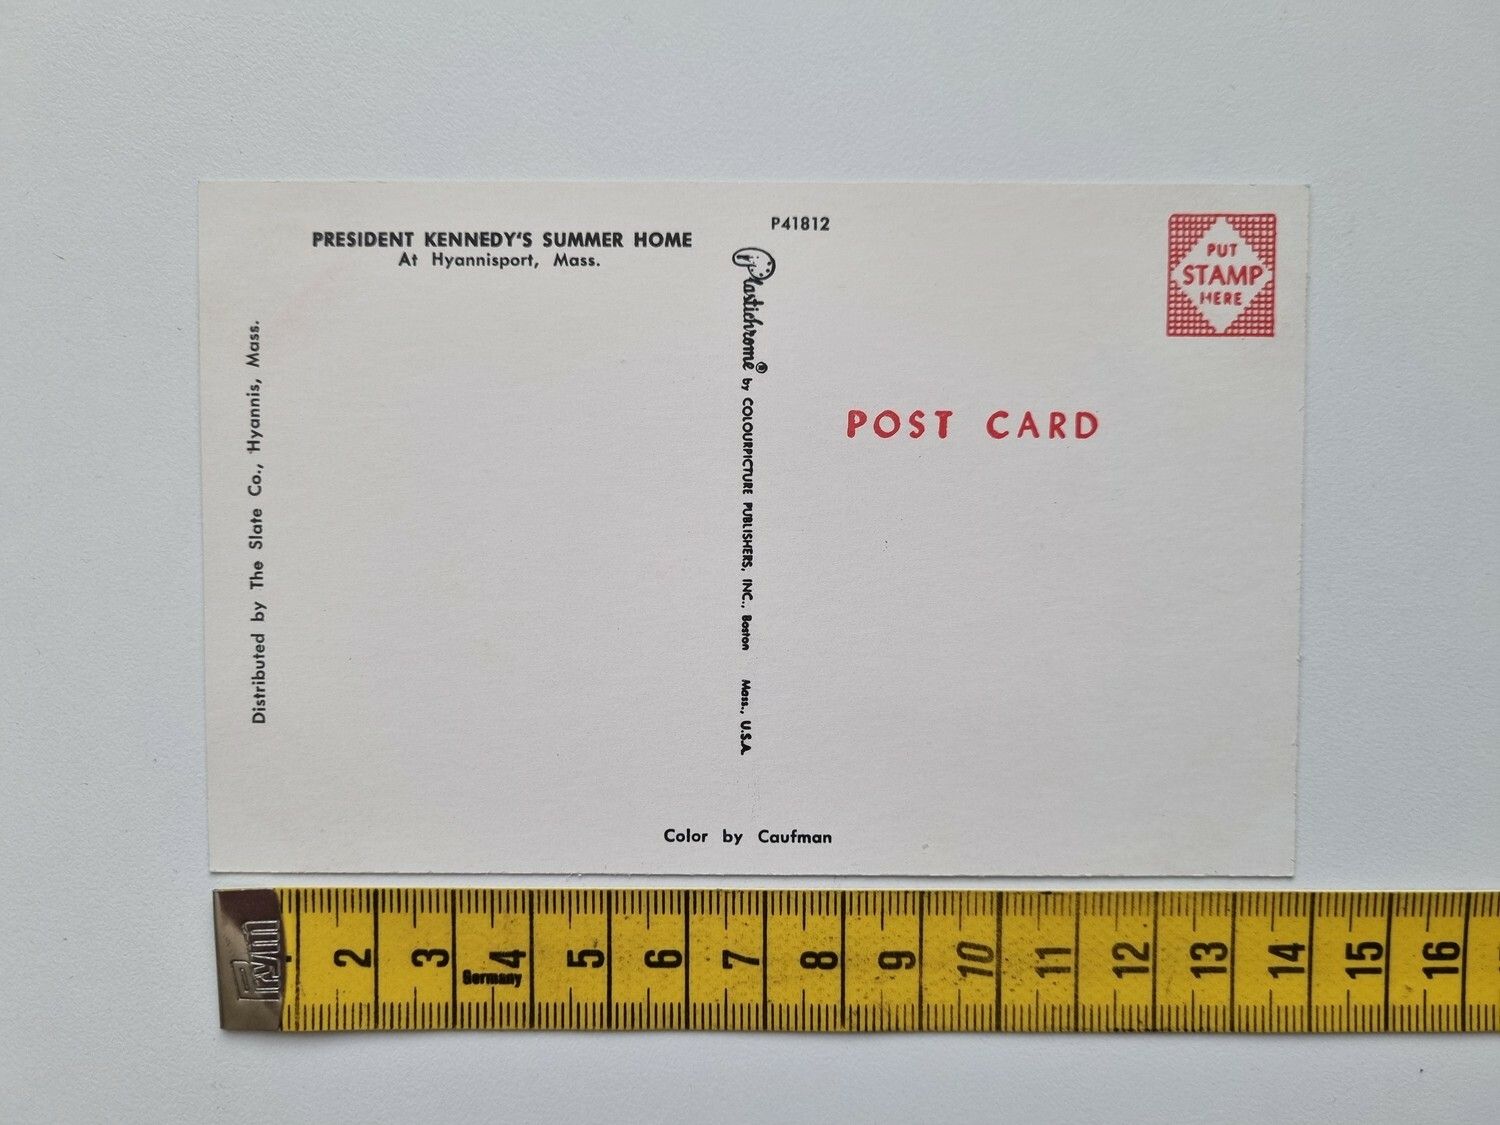 PRESIDENT KENNEDY'S SUMMER HOME
At Hyannisport, Mass.
Distributed by The Slate Co., Hyannis, Mass.
P41812
Plastichrome® by COLOURPICTURE PUBLISHERS, INC., Boston Mass., U.S.A.
PUT
STAMP
HERE
POST CARD
Color by Caufman
Prym
2 3 4 5 6 7 8 9 10 11 12 13 14 15 16
Germany